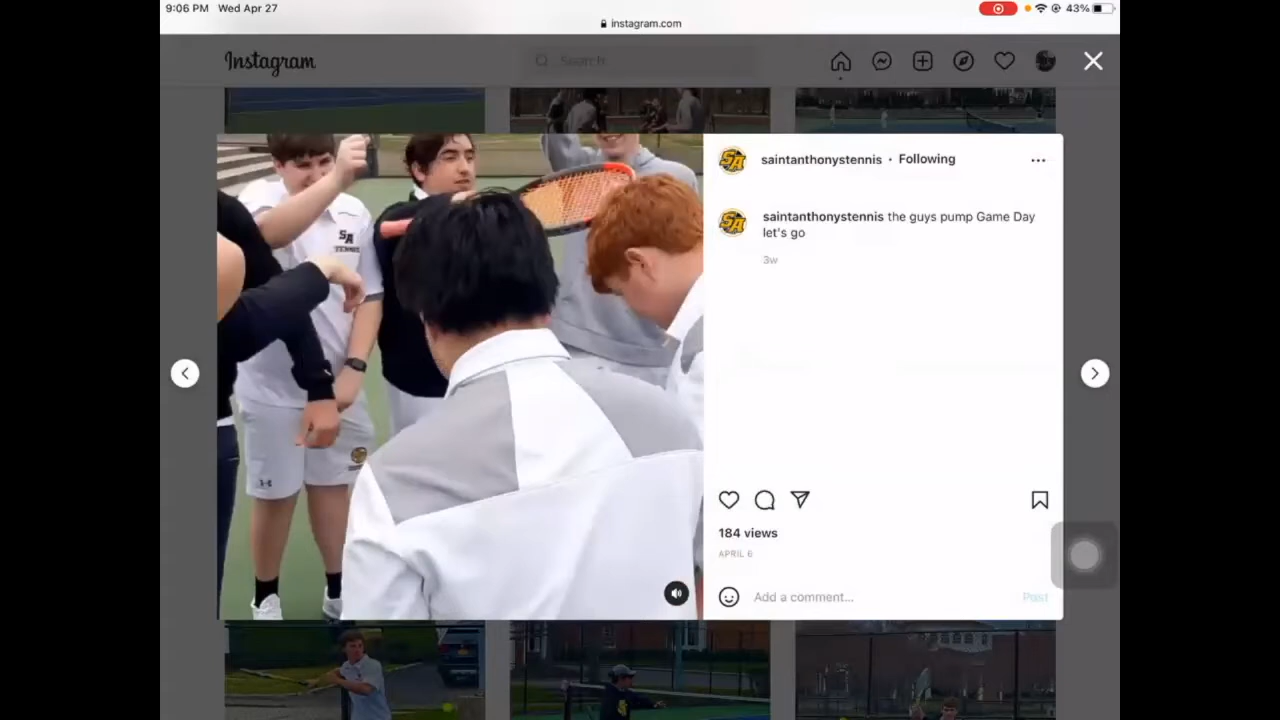 9:06 PM Wed Apr 27
43%
instagram.com
Instagram
Search
saintanthonystennis • Following
saintanthonystennis the guys pump Game Day
let's go
3w
SA
TENNIS
184 views
APRIL 6
Add a comment...
Post